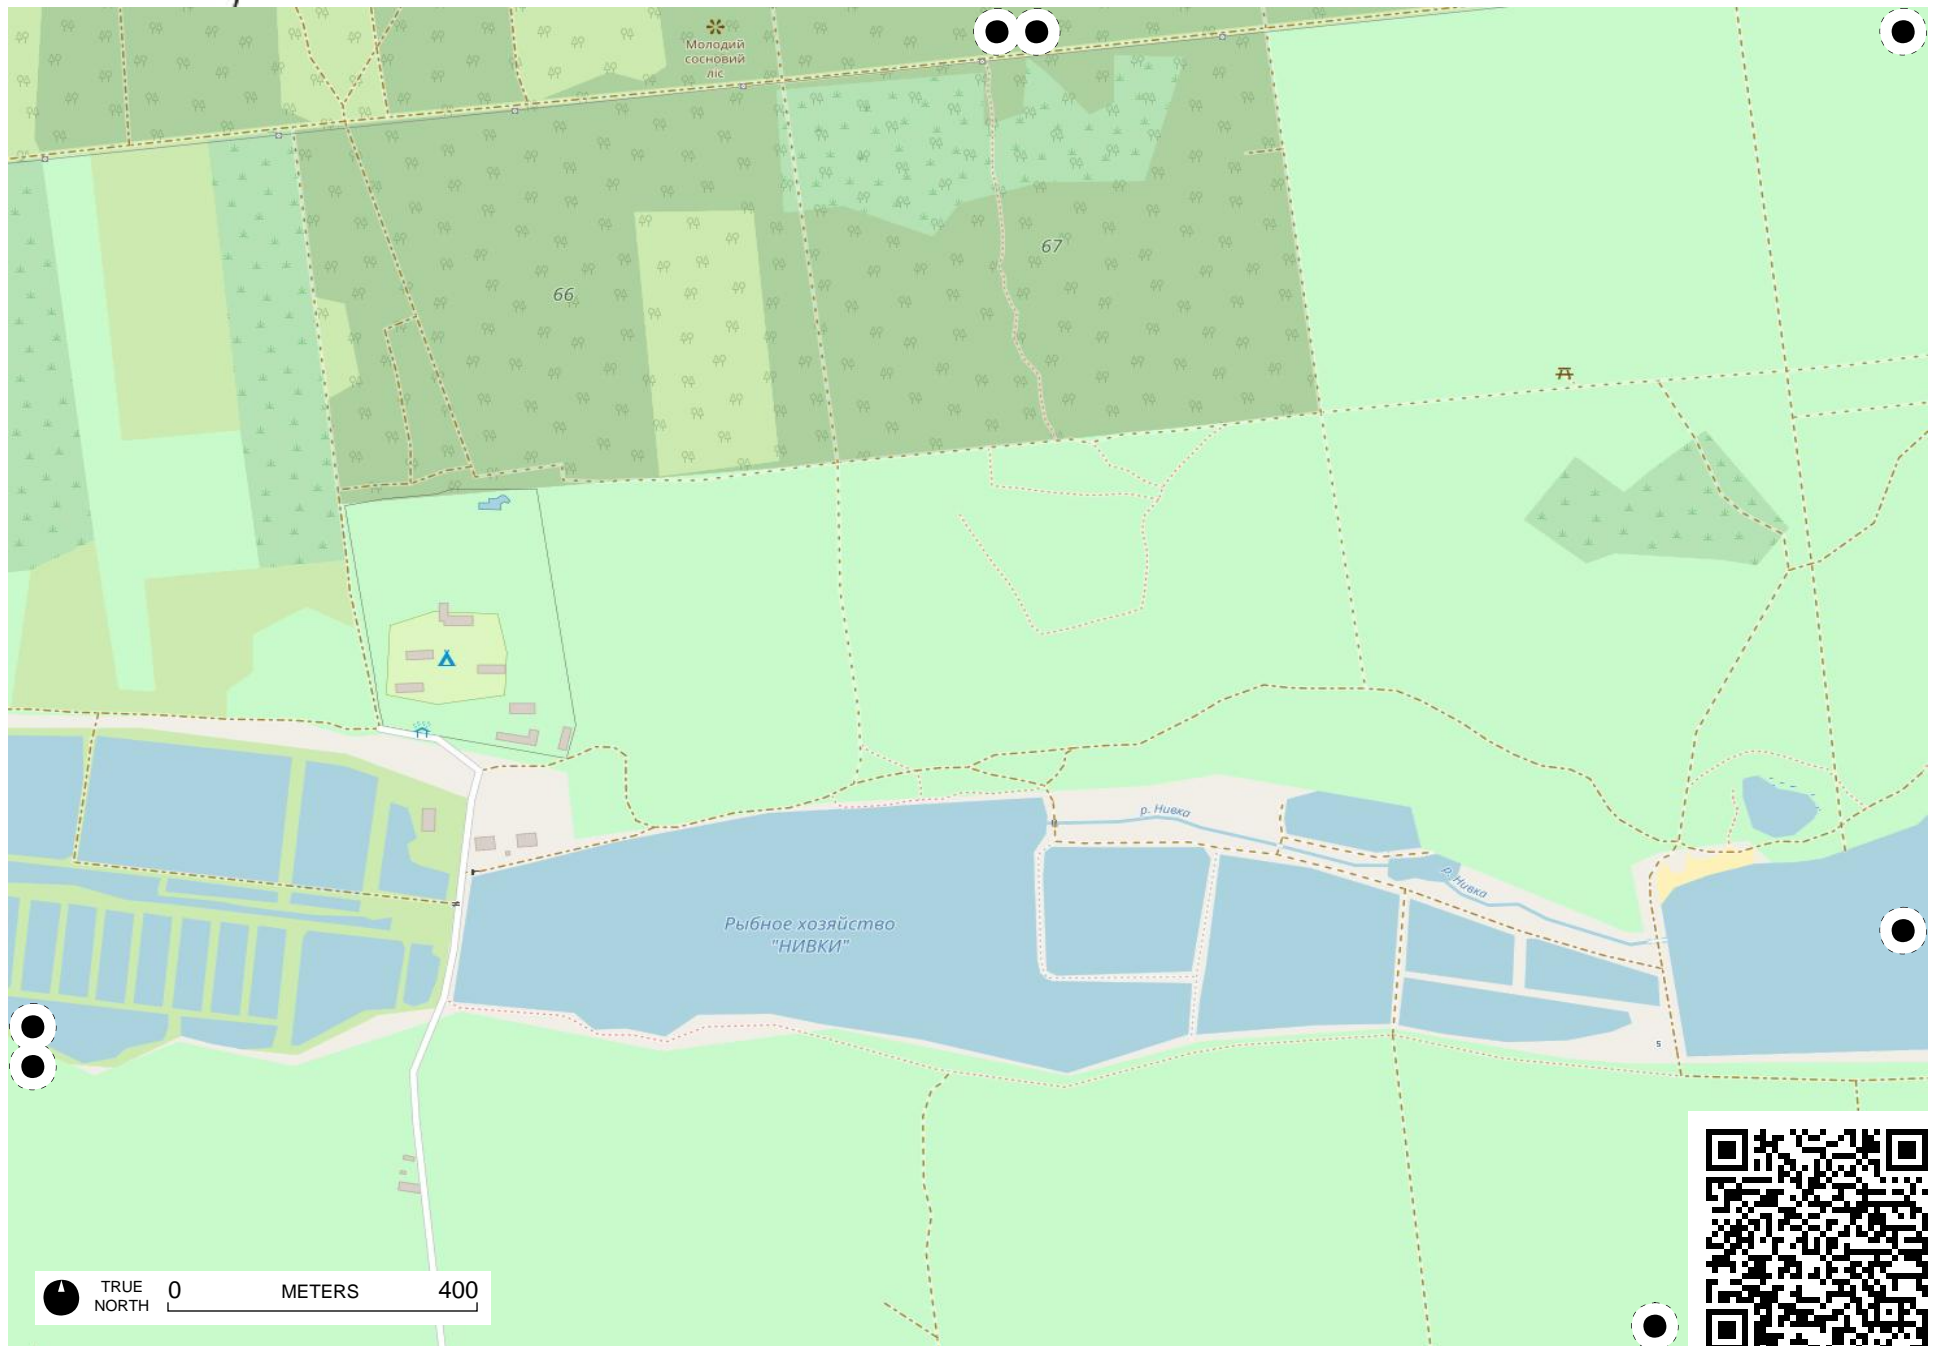 Молодий
сосновий
ліс
67
66
р. Нивка
р. Нивка
Рыбное хозяйство
"НИВКИ"
5
TRUE
NORTH
0 METERS 400